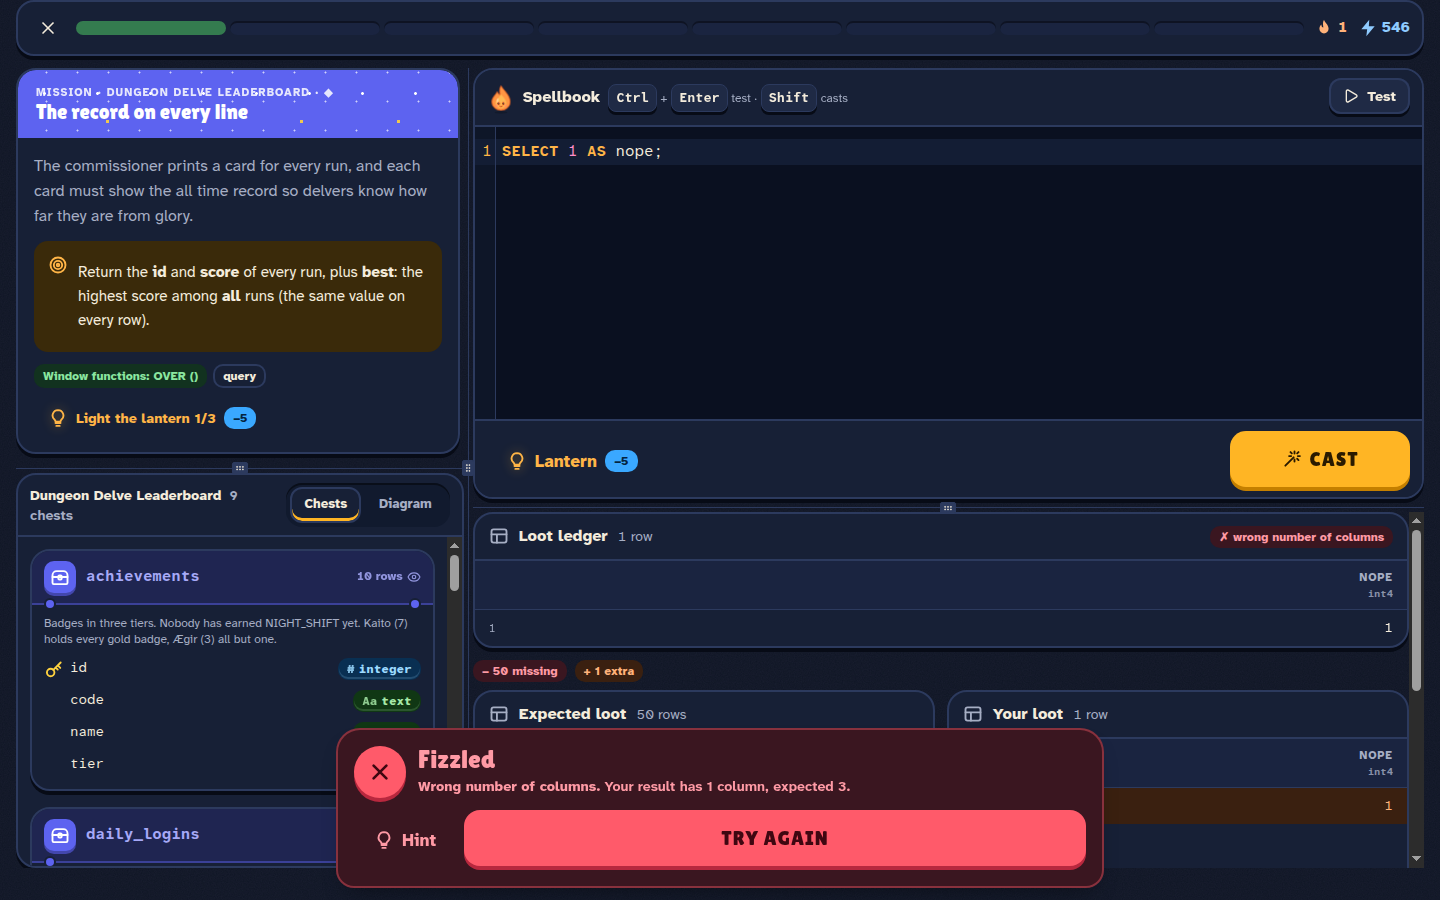 1 546
MISSION · DUNGEON DELVE LEADERBOARD · ◆
The record on every line
The commissioner prints a card for every run, and each
card must show the all time record so delvers know how
far they are from glory.
Return the id and score of every run, plus best: the
highest score among all runs (the same value on
every row).
Window functions: OVER () query
Light the lantern 1/3 −5
Spellbook Ctrl + Enter test · Shift casts
Test
1 SELECT 1 AS nope;
Lantern −5
CAST
Dungeon Delve Leaderboard 9
chests
Chests Diagram
achievements 10 rows
Badges in three tiers. Nobody has earned NIGHT_SHIFT yet. Kaito (7)
holds every gold badge, Ægir (3) all but one.
id # integer
code Aa text
name
tier
daily_logins
Loot ledger 1 row
✗ wrong number of columns
NOPE
int4
1 1
− 50 missing + 1 extra
Expected loot 50 rows
Your loot 1 row
NOPE
int4
1
Fizzled
Wrong number of columns. Your result has 1 column, expected 3.
Hint
TRY AGAIN